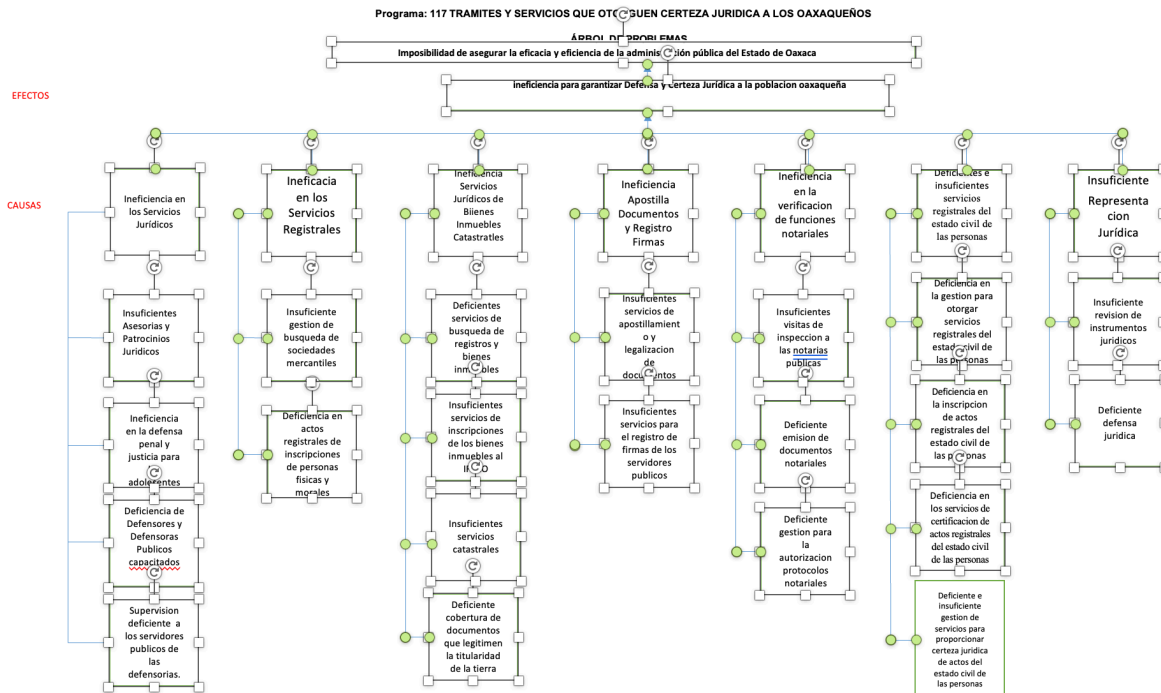 Programa: 117 TRAMITES Y SERVICIOS QUE OTORGUEN CERTEZA JURIDICA A LOS OAXAQUEÑOS
ÁRBOL DE PROBLEMAS
Imposibilidad de asegurar la eficacia y eficiencia de la administración pública del Estado de Oaxaca
ineficiencia para garantizar Defensa y Certeza Jurídica a la poblacion oaxaqueña
EFECTOS
CAUSAS
Ineficiencia en
los Servicios
Jurídicos
Insuficientes
Asesorias y
Patrocinios
Juridicos
Ineficiencia
en la defensa
penal y
justicia para
adolescentes
Deficiencia de
Defensores y
Defensoras
Publicos
capacitados
Supervision
deficiente a
los servidores
publicos de
las
defensorias.
Ineficacia
en los
Servicios
Registrales
Insuficiente
gestion de
busqueda de
sociedades
mercantiles
Deficiencia en
actos
registrales de
inscripciones
de personas
fisicas y
morales
Ineficiencia
Servicios
Jurídicos de
Biienes
Inmuebles
Catastratles
Deficientes
servicios de
busqueda de
registros y
bienes
inmuebles
Insuficientes
servicios de
inscripciones
de los bienes
inmuebles al
Insuficientes
servicios
catastrales
Deficiente
cobertura de
documentos
que legitimen
la titularidad
de la tierra
Ineficiencia
Apostilla
Documentos
y Registro
Firmas
Insuficientes
servicios de
apostillamient
o y
legalizacion
de
documentos
Insuficientes
servicios para
el registro de
firmas de los
servidores
publicos
Ineficiencia
en la
verificacion
de funciones
notariales
Insuficientes
visitas de
inspeccion a
las notarias
publicas
Deficiente
emision de
documentos
notariales
Deficiente
gestion para
la
autorizacion
protocolos
notariales
Deficientes e
insuficientes
servicios
registrales del
estado civil de
las personas
Deficiencia en
la gestion para
otorgar
servicios
registrales del
estado civil de
las personas
Deficiencia en
la inscripcion
de actos
registrales del
estado civil de
las personas
Deficiencia en
los servicios de
certificacion de
actos registrales
del estado civil
de las personas
Deficiente e
insuficiente
gestion de
servicios para
proporcionar
certeza juridica
de actos del
estado civil de
las personas
Insuficiente
Representa
cion
Jurídica
Insuficiente
revision de
instrumentos
juridicos
Deficiente
defensa
juridica